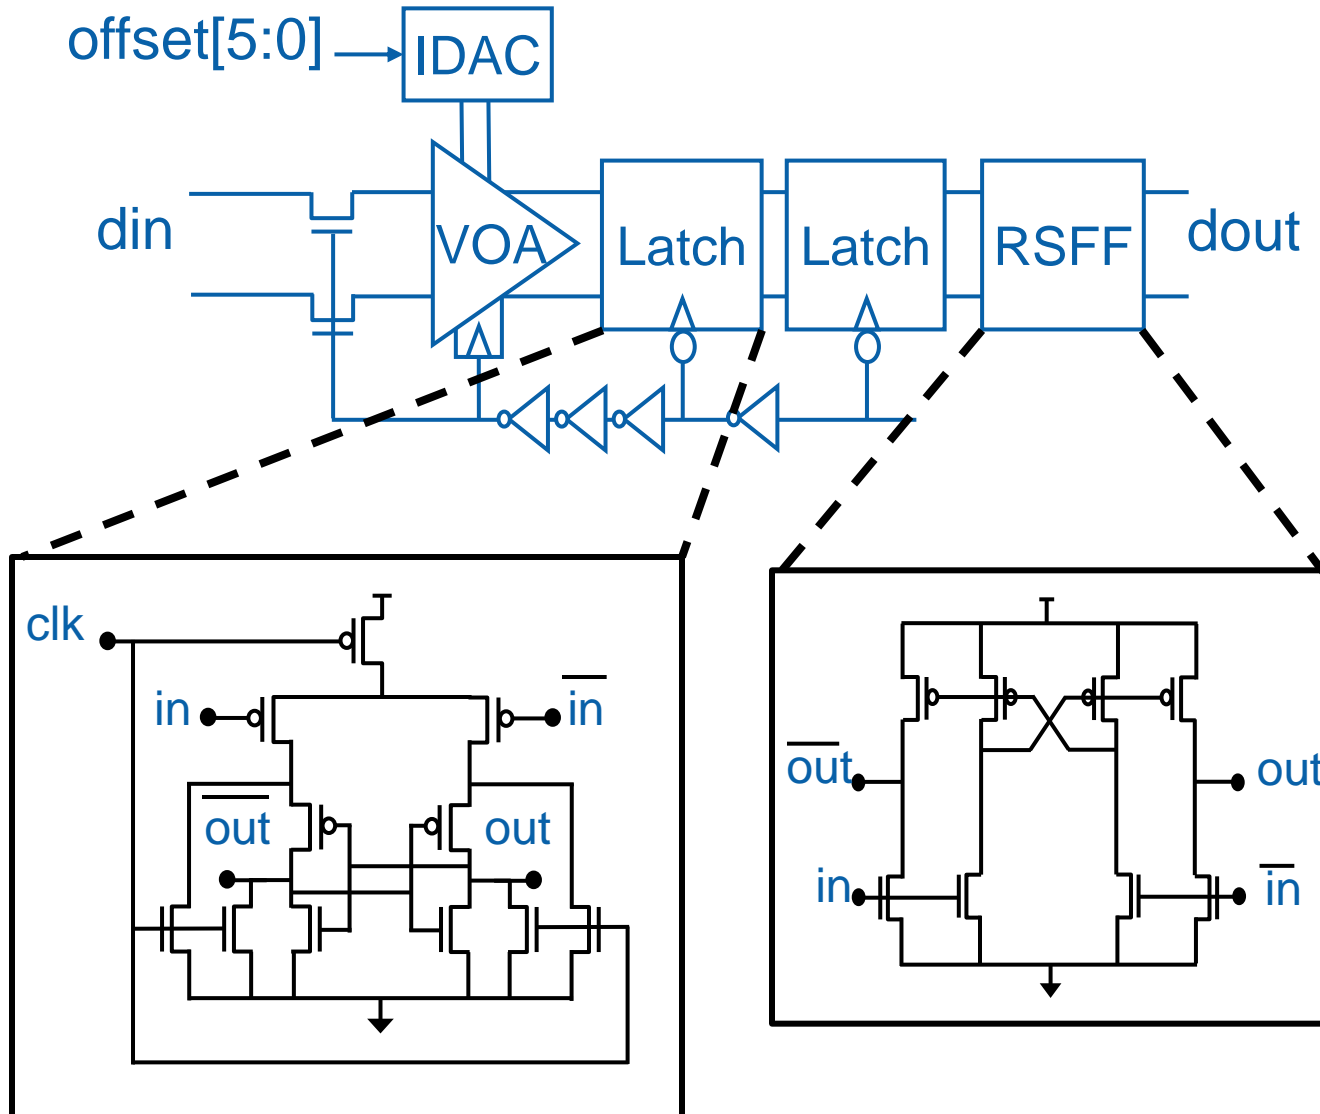 offset[5:0]
IDAC
din
VOA
Latch
Latch
RSFF
dout
clk
in
in
out
out
out
out
in
in